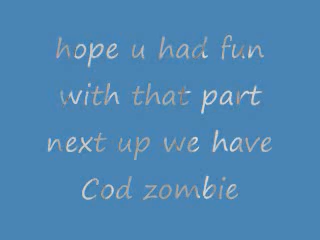 hope u had fun
with that part
next up we have
Cod zombie